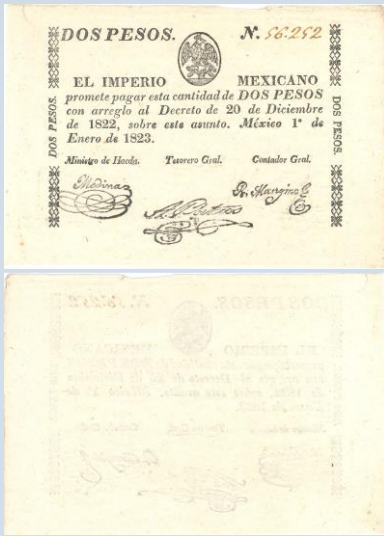 DOS PESOS.
N. 56.252
EL IMPERIO MEXICANO
promete pagar esta cantidad de DOS PESOS
con arreglo al Decreto de 20 de Diciembre
de 1822, sobre este asunto. México 1º de
Enero de 1823.
DOS PESOS.
DOS PESOS
Ministro de Hacda. Tesorero Gral. Contador Gral.
Medina